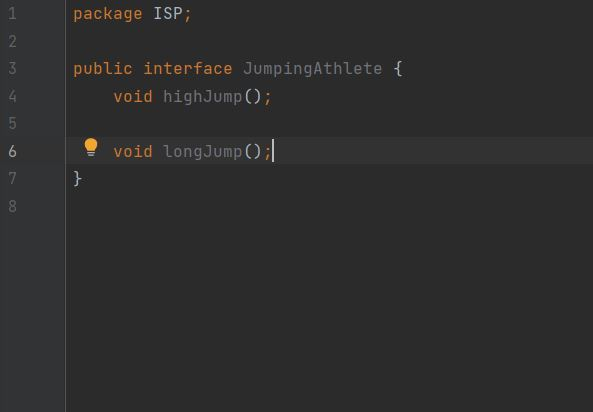 1 package ISP;
2
3 public interface JumpingAthlete {
4 void highJump();
5
6 void longJump();
7 }
8